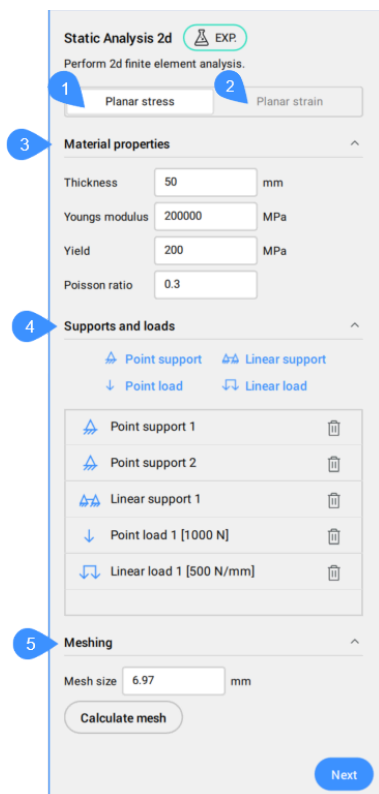 Static Analysis 2d EXP.
Perform 2d finite element analysis.
1 2
Planar stress Planar strain
3 Material properties
Thickness 50 mm
Youngs modulus 200000 MPa
Yield 200 MPa
Poisson ratio 0.3
4 Supports and loads
Point support Linear support
Point load Linear load
Point support 1
Point support 2
Linear support 1
Point load 1 [1000 N]
Linear load 1 [500 N/mm]
5 Meshing
Mesh size 6.97 mm
Calculate mesh
Next